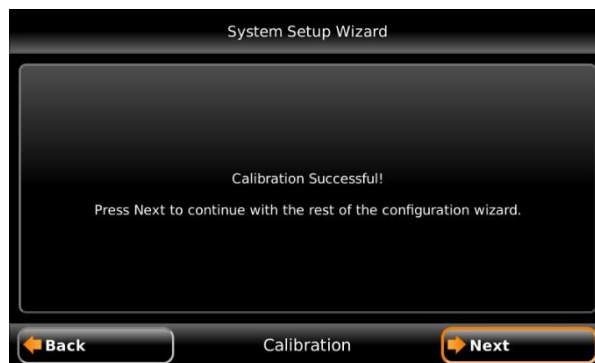 System Setup Wizard
Calibration Successful!
Press Next to continue with the rest of the configuration wizard.
Back
Calibration
Next